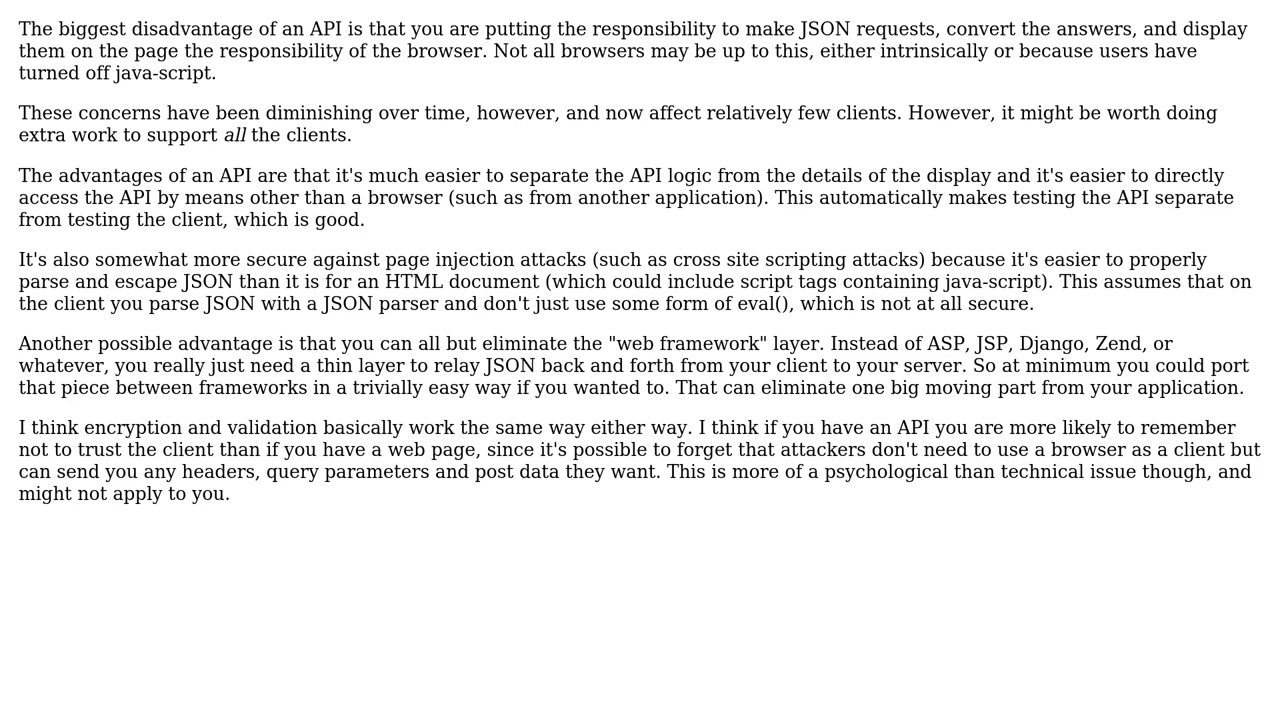 The biggest disadvantage of an API is that you are putting the responsibility to make JSON requests, convert the answers, and display
them on the page the responsibility of the browser. Not all browsers may be up to this, either intrinsically or because users have
turned off java-script.
These concerns have been diminishing over time, however, and now affect relatively few clients. However, it might be worth doing
extra work to support all the clients.
The advantages of an API are that it's much easier to separate the API logic from the details of the display and it's easier to directly
access the API by means other than a browser (such as from another application). This automatically makes testing the API separate
from testing the client, which is good.
It's also somewhat more secure against page injection attacks (such as cross site scripting attacks) because it's easier to properly
parse and escape JSON than it is for an HTML document (which could include script tags containing java-script). This assumes that on
the client you parse JSON with a JSON parser and don't just use some form of eval(), which is not at all secure.
Another possible advantage is that you can all but eliminate the "web framework" layer. Instead of ASP, JSP, Django, Zend, or
whatever, you really just need a thin layer to relay JSON back and forth from your client to your server. So at minimum you could port
that piece between frameworks in a trivially easy way if you wanted to. That can eliminate one big moving part from your application.
I think encryption and validation basically work the same way either way. I think if you have an API you are more likely to remember
not to trust the client than if you have a web page, since it's possible to forget that attackers don't need to use a browser as a client but
can send you any headers, query parameters and post data they want. This is more of a psychological than technical issue though, and
might not apply to you.